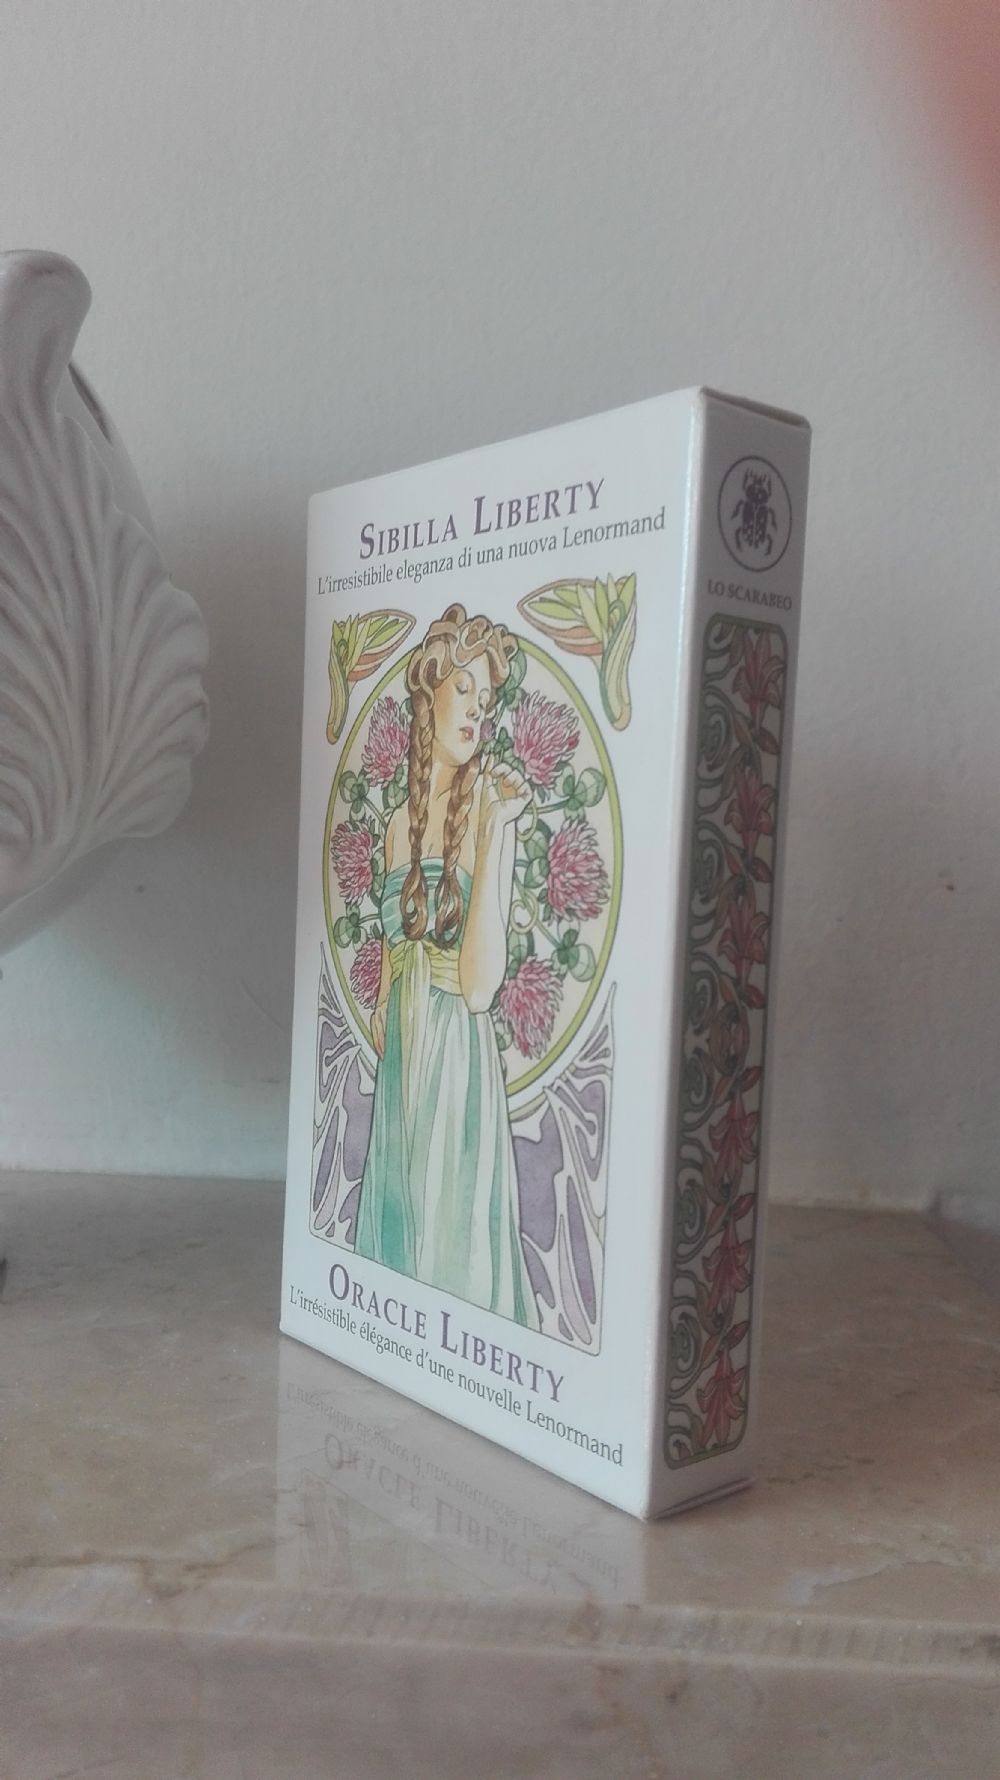 SIBILLA LIBERTY
L'irresistibile eleganza di una nuova Lenormand
LO SCARABEO
ORACLE LIBERTY
L'irrésistible élégance d'une nouvelle Lenormand